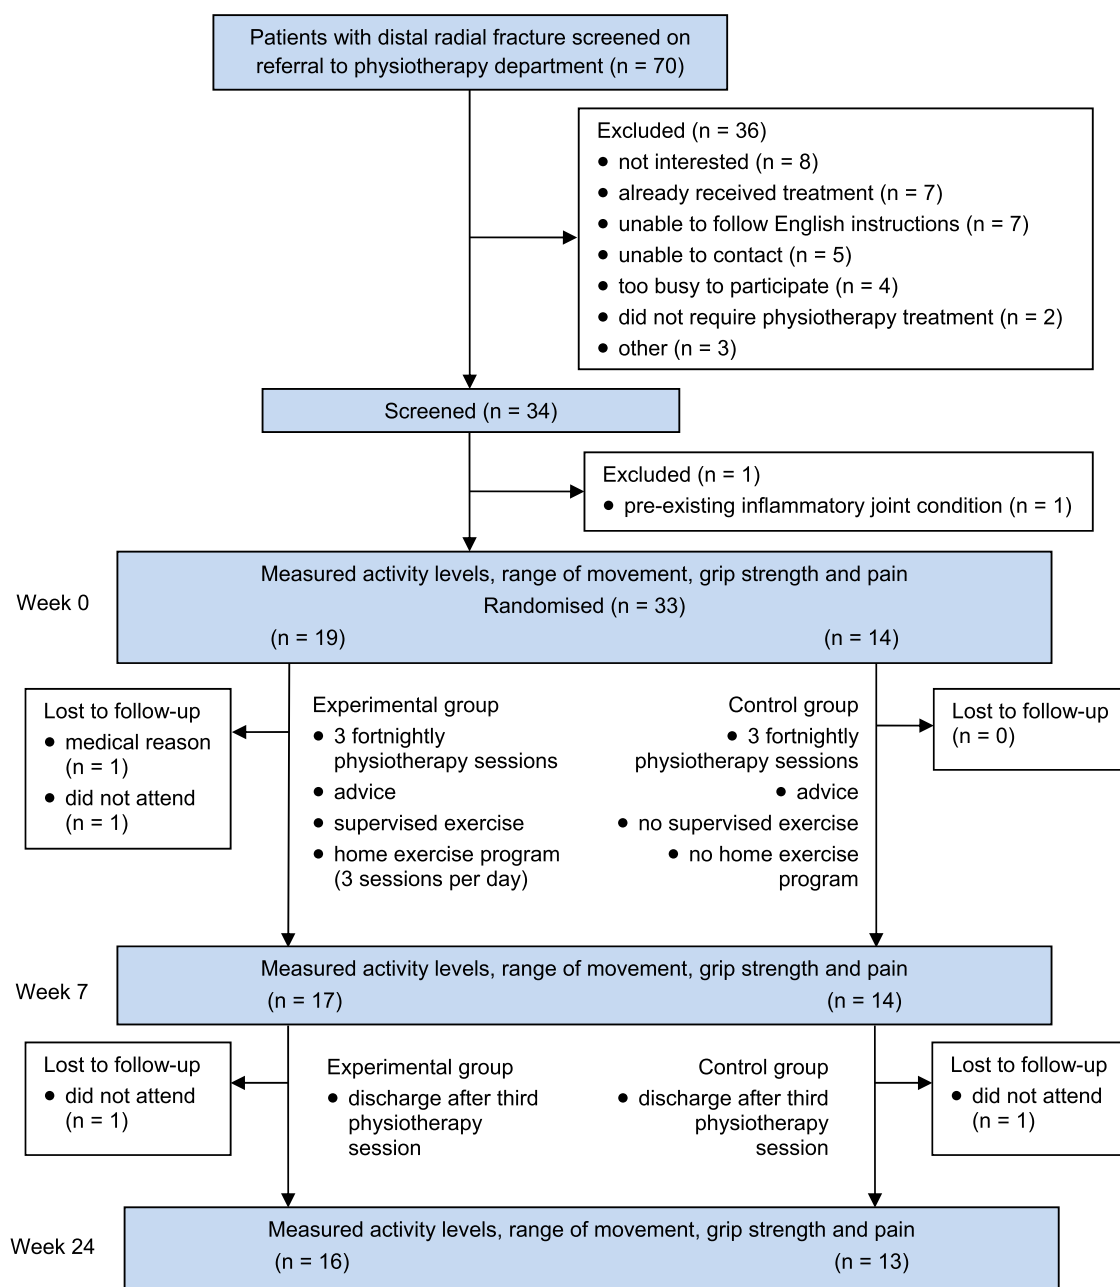 Patients with distal radial fracture screened on
referral to physiotherapy department (n = 70)
Excluded (n = 36)
● not interested (n = 8)
● already received treatment (n = 7)
● unable to follow English instructions (n = 7)
● unable to contact (n = 5)
● too busy to participate (n = 4)
● did not require physiotherapy treatment (n = 2)
● other (n = 3)
Screened (n = 34)
Excluded (n = 1)
● pre-existing inflammatory joint condition (n = 1)
Week 0
Measured activity levels, range of movement, grip strength and pain
Randomised (n = 33)
(n = 19)
(n = 14)
Lost to follow-up
● medical reason
(n = 1)
● did not attend
(n = 1)
Experimental group
● 3 fortnightly
physiotherapy sessions
● advice
● supervised exercise
● home exercise program
(3 sessions per day)
Control group
● 3 fortnightly
physiotherapy sessions
● advice
● no supervised exercise
● no home exercise
program
Lost to follow-up
(n = 0)
Week 7
Measured activity levels, range of movement, grip strength and pain
(n = 17)
(n = 14)
Lost to follow-up
● did not attend
(n = 1)
Experimental group
● discharge after third
physiotherapy
session
Control group
● discharge after third
physiotherapy
session
Lost to follow-up
● did not attend
(n = 1)
Week 24
Measured activity levels, range of movement, grip strength and pain
(n = 16)
(n = 13)